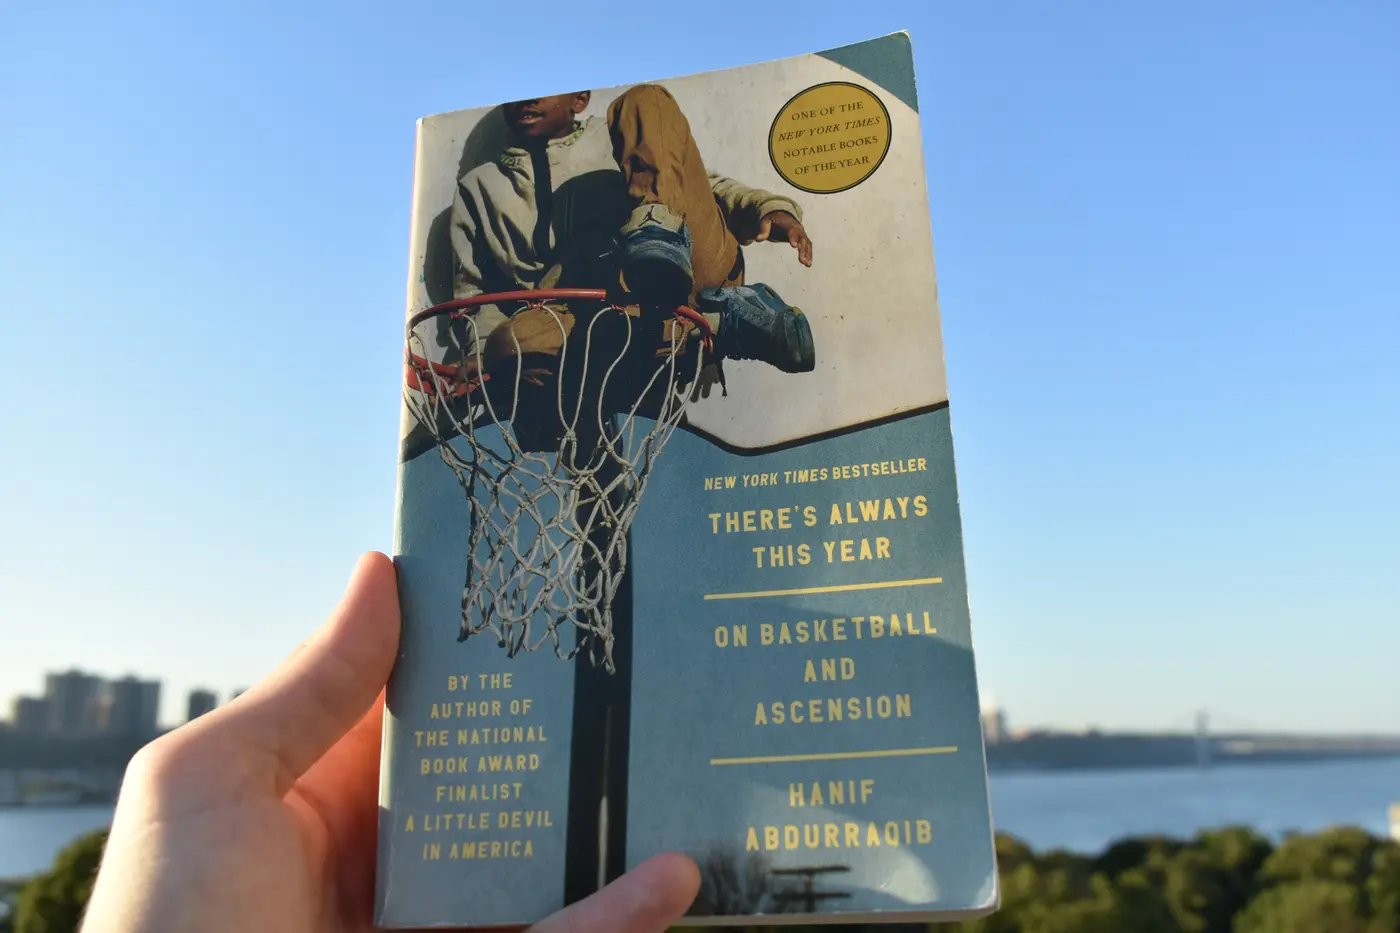 ONE OF THE
NEW YORK TIMES
NOTABLE BOOKS
OF THE YEAR
NEW YORK TIMES BESTSELLER
THERE'S ALWAYS
THIS YEAR
ON BASKETBALL
AND
ASCENSION
HANIF
ABDURRAQIB
BY THE
AUTHOR OF
THE NATIONAL
BOOK AWARD
FINALIST
A LITTLE DEVIL
IN AMERICA